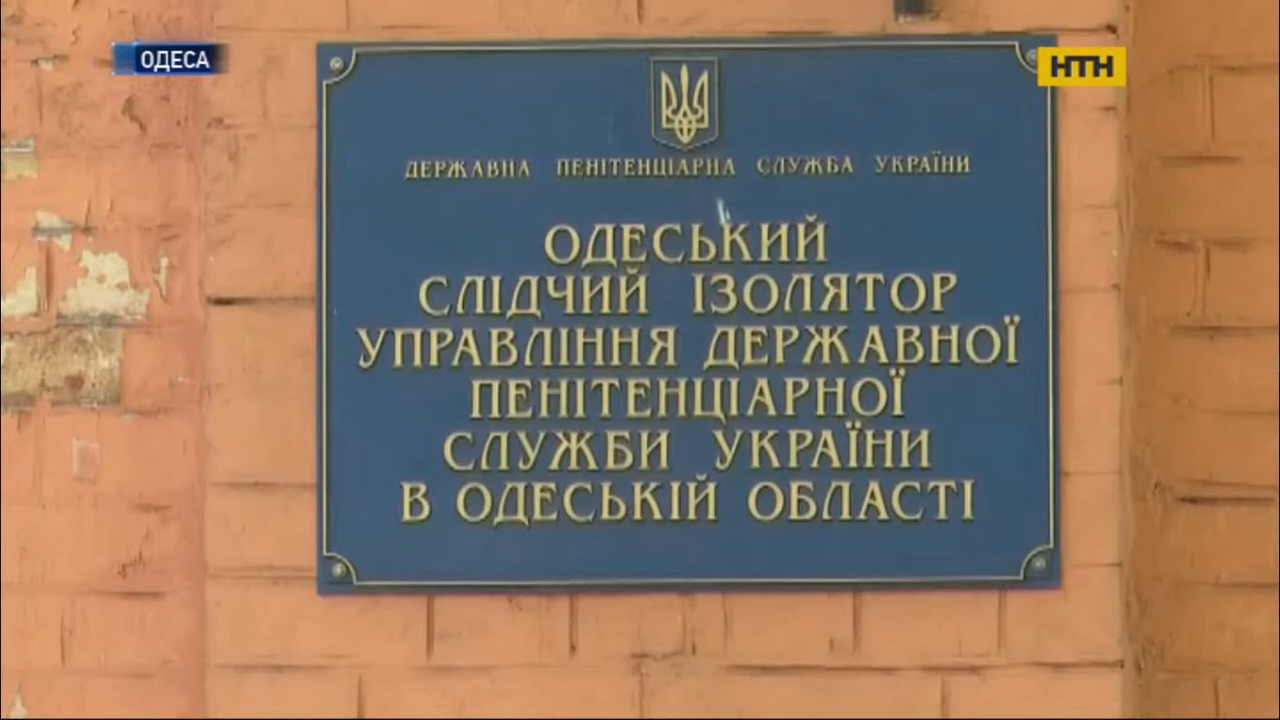 ОДЕСА
НТН
ДЕРЖАВНА ПЕНІТЕНЦІАРНА СЛУЖБА УКРАЇНИ
ОДЕСЬКИЙ
СЛІДЧИЙ ІЗОЛЯТОР
УПРАВЛІННЯ ДЕРЖАВНОЇ
ПЕНІТЕНЦІАРНОЇ
СЛУЖБИ УКРАЇНИ
В ОДЕСЬКІЙ ОБЛАСТІ